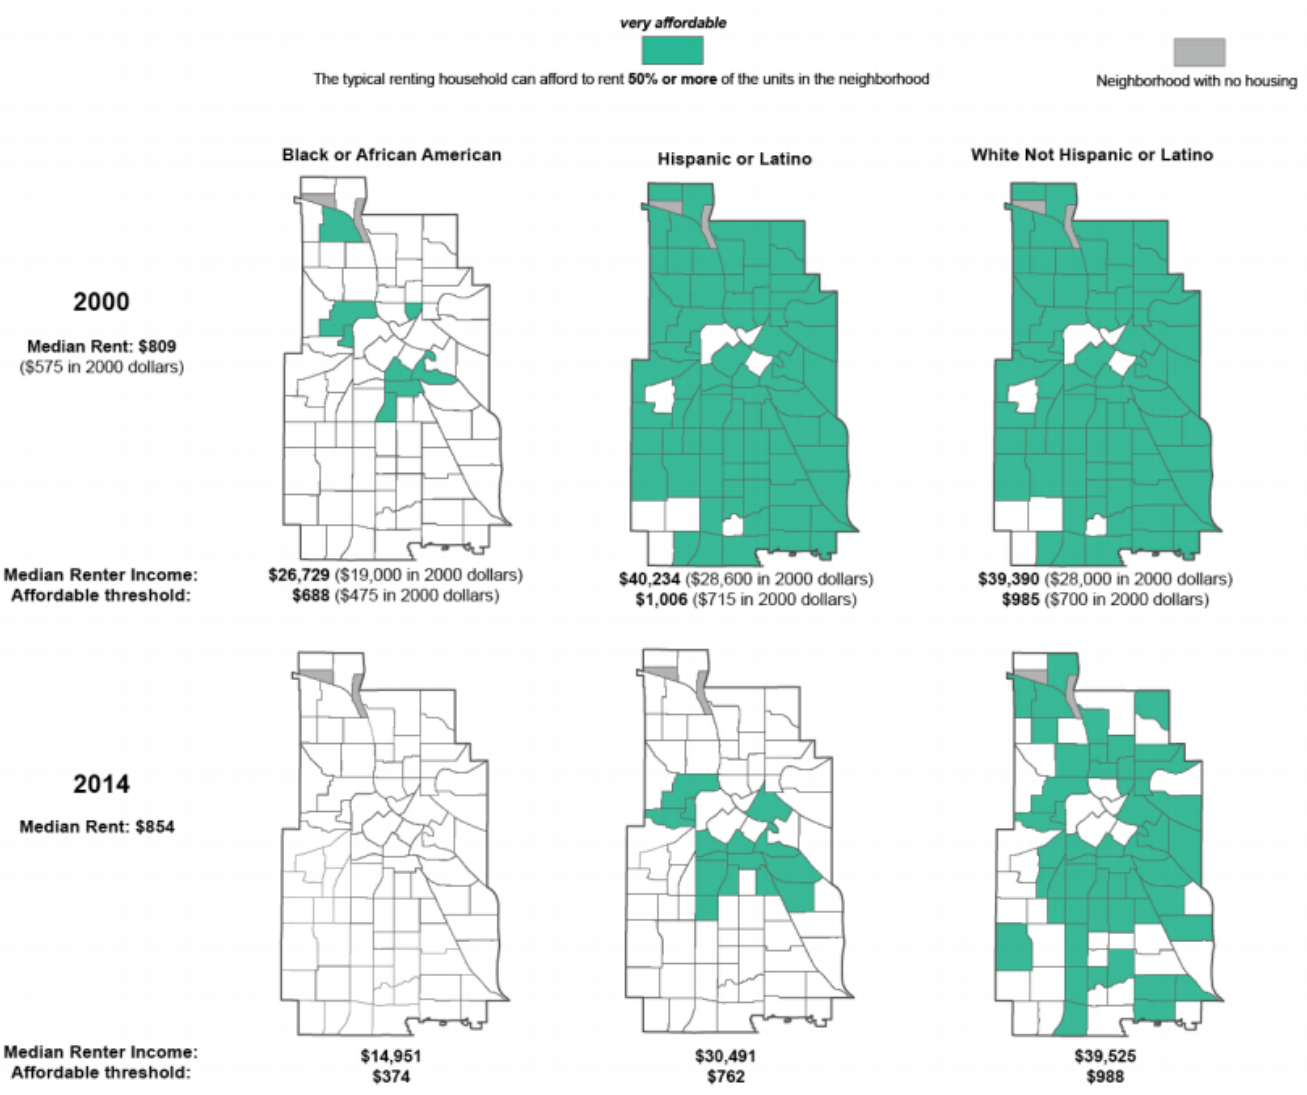 very affordable
The typical renting household can afford to rent 50% or more of the units in the neighborhood
Neighborhood with no housing
Black or African American
Hispanic or Latino
White Not Hispanic or Latino
2000
Median Rent: $809
($575 in 2000 dollars)
Median Renter Income:
Affordable threshold:
$26,729 ($19,000 in 2000 dollars)
$688 ($475 in 2000 dollars)
$40,234 ($28,600 in 2000 dollars)
$1,006 ($715 in 2000 dollars)
$39,390 ($28,000 in 2000 dollars)
$985 ($700 in 2000 dollars)
2014
Median Rent: $854
Median Renter Income:
Affordable threshold:
$14,951
$374
$30,491
$762
$39,525
$988